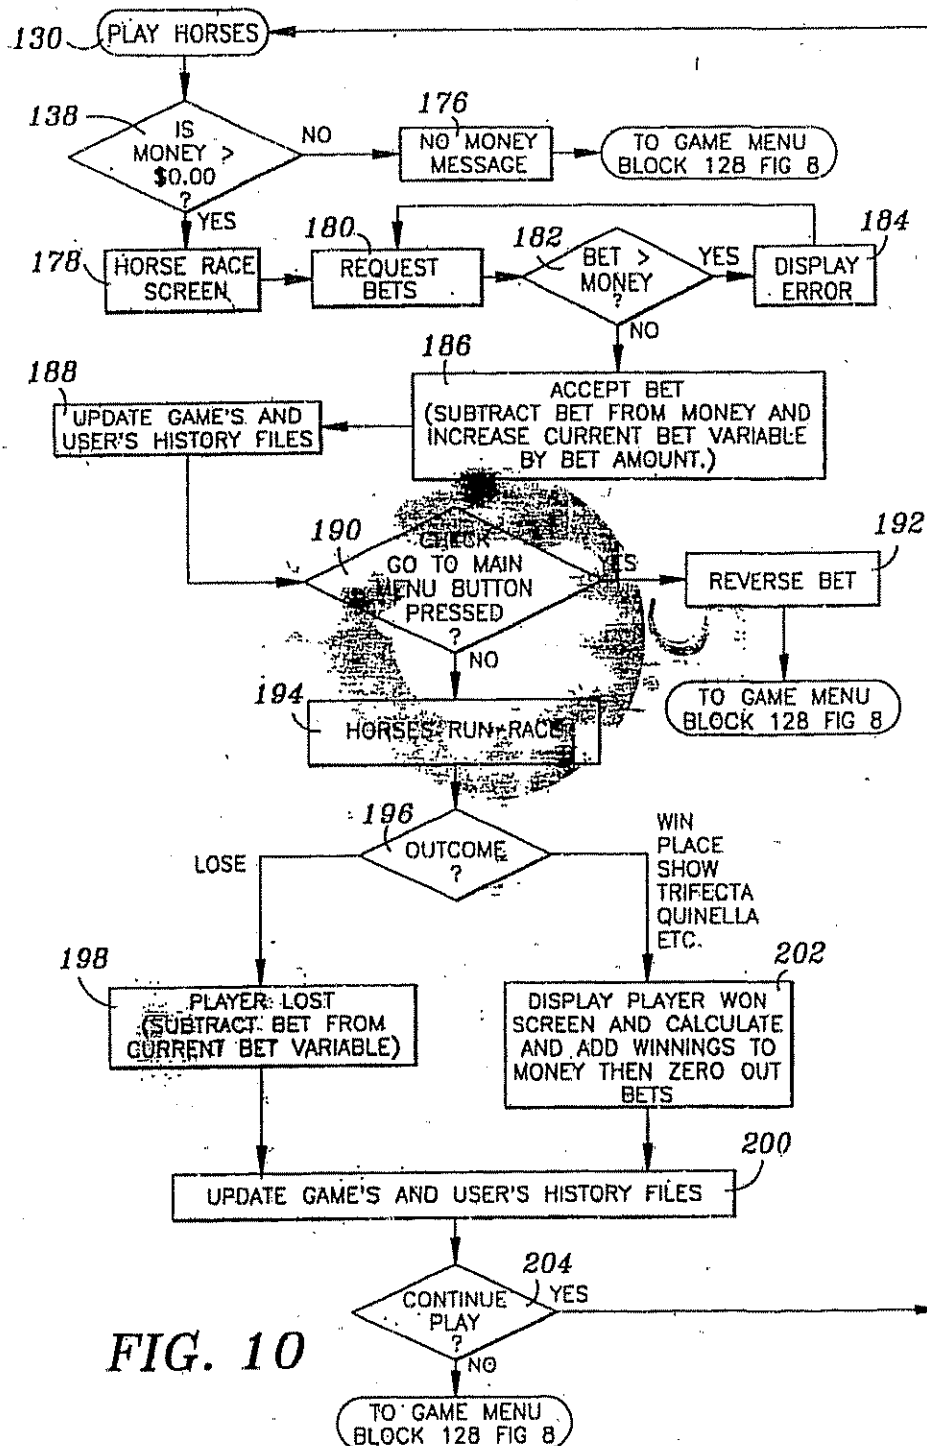 130
PLAY HORSES
138
IS
MONEY >
$0.00
?
NO
YES
176
NO MONEY
MESSAGE
TO GAME MENU
BLOCK 128 FIG 8
178
HORSE RACE
SCREEN
180
REQUEST
BETS
182
BET >
MONEY
?
YES
NO
184
DISPLAY
ERROR
186
ACCEPT BET
(SUBTRACT BET FROM MONEY AND
INCREASE CURRENT BET VARIABLE
BY BET AMOUNT.)
188
UPDATE GAME'S AND
USER'S HISTORY FILES
190
CHECK
GO TO MAIN
MENU BUTTON
PRESSED
?
YES
NO
192
REVERSE BET
TO GAME MENU
BLOCK 128 FIG 8
194
HORSES RUN RACE
196
OUTCOME
?
LOSE
WIN
PLACE
SHOW
TRIFECTA
QUINELLA
ETC.
198
PLAYER LOST
(SUBTRACT BET FROM
CURRENT BET VARIABLE)
202
DISPLAY PLAYER WON
SCREEN AND CALCULATE
AND ADD WINNINGS TO
MONEY THEN ZERO OUT
BETS
200
UPDATE GAME'S AND USER'S HISTORY FILES
204
CONTINUE
PLAY
?
YES
NO
TO GAME MENU
BLOCK 128 FIG 8
FIG. 10